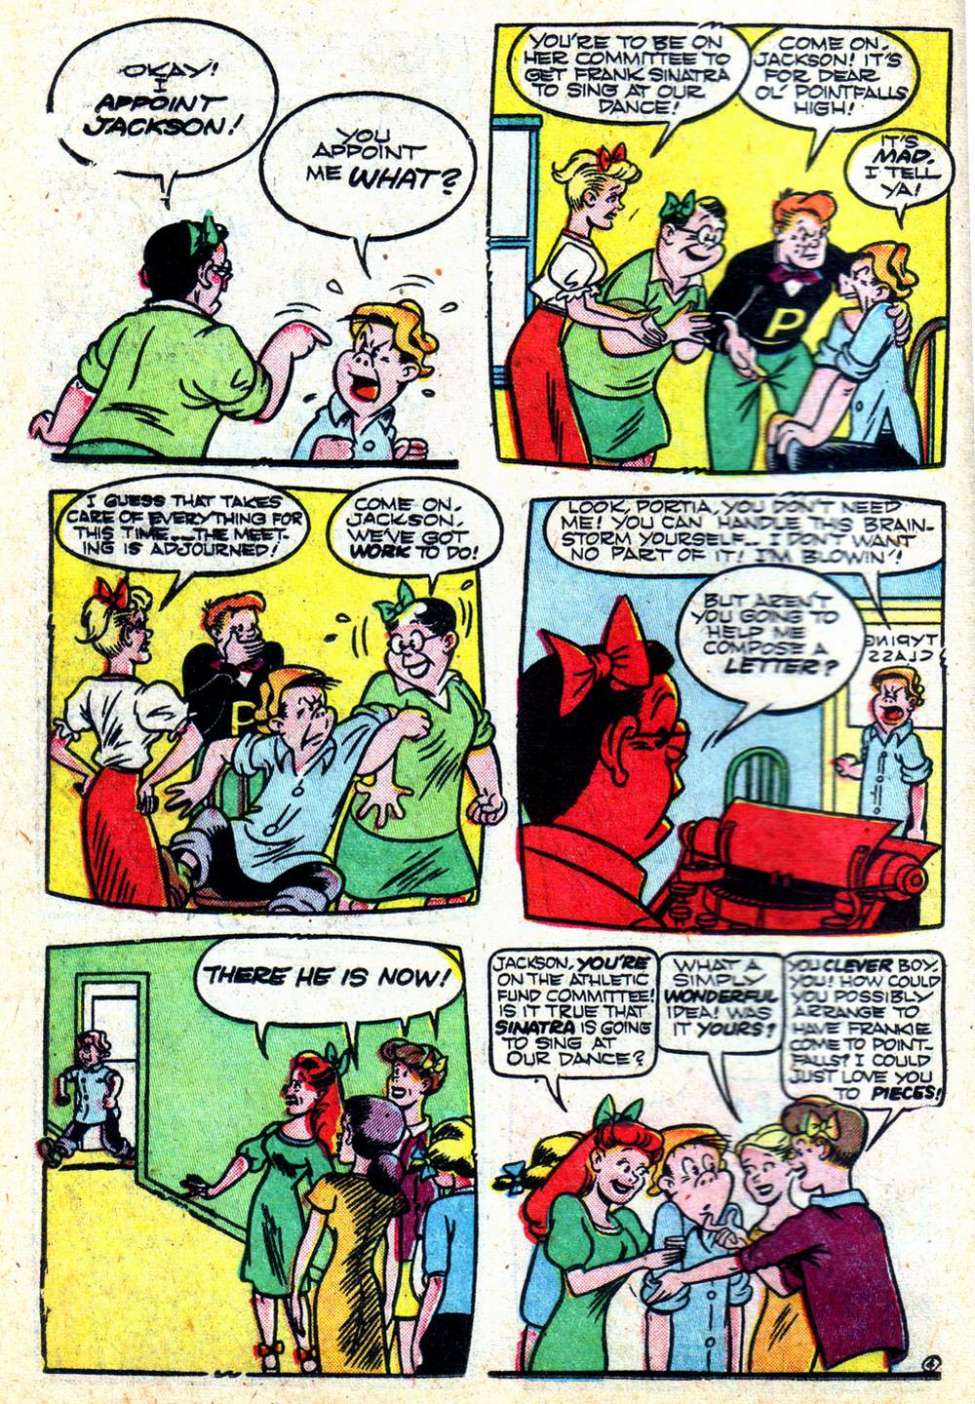 OKAY!
I
APPOINT
JACKSON!
YOU
APPOINT
ME WHAT?
YOU'RE TO BE ON
HER COMMITTEE TO
GET FRANK SINATRA
TO SING AT OUR
DANCE!
COME ON,
JACKSON! IT'S
FOR DEAR
OL' POINTFALLS
HIGH!
IT'S
MAD,
I TELL
YA!
P
I GUESS THAT TAKES
CARE OF EVERYTHING FOR
THIS TIME....THE MEET-
ING IS ADJOURNED!
COME ON,
JACKSON,
WE'VE GOT
WORK TO DO!
P
LOOK, PORTIA, YOU DON'T NEED
ME! YOU CAN HANDLE THIS BRAIN-
STORM YOURSELF.. I DON'T WANT
NO PART OF IT! I'M BLOWIN'!
BUT AREN'T
YOU GOING TO
HELP ME
COMPOSE A
LETTER?
TYPING
CLASS
THERE HE IS NOW!
JACKSON, YOU'RE
ON THE ATHLETIC
FUND COMMITTEE!
IS IT TRUE THAT
SINATRA IS GOING
TO SING AT
OUR DANCE?
WHAT A
SIMPLY
WONDERFUL
IDEA! WAS
IT YOURS?
YOU CLEVER BOY,
YOU! HOW COULD
YOU POSSIBLY
ARRANGE TO
HAVE FRANKIE
COME TO POINT-
FALLS? I COULD
JUST LOVE YOU
TO PIECES!
4